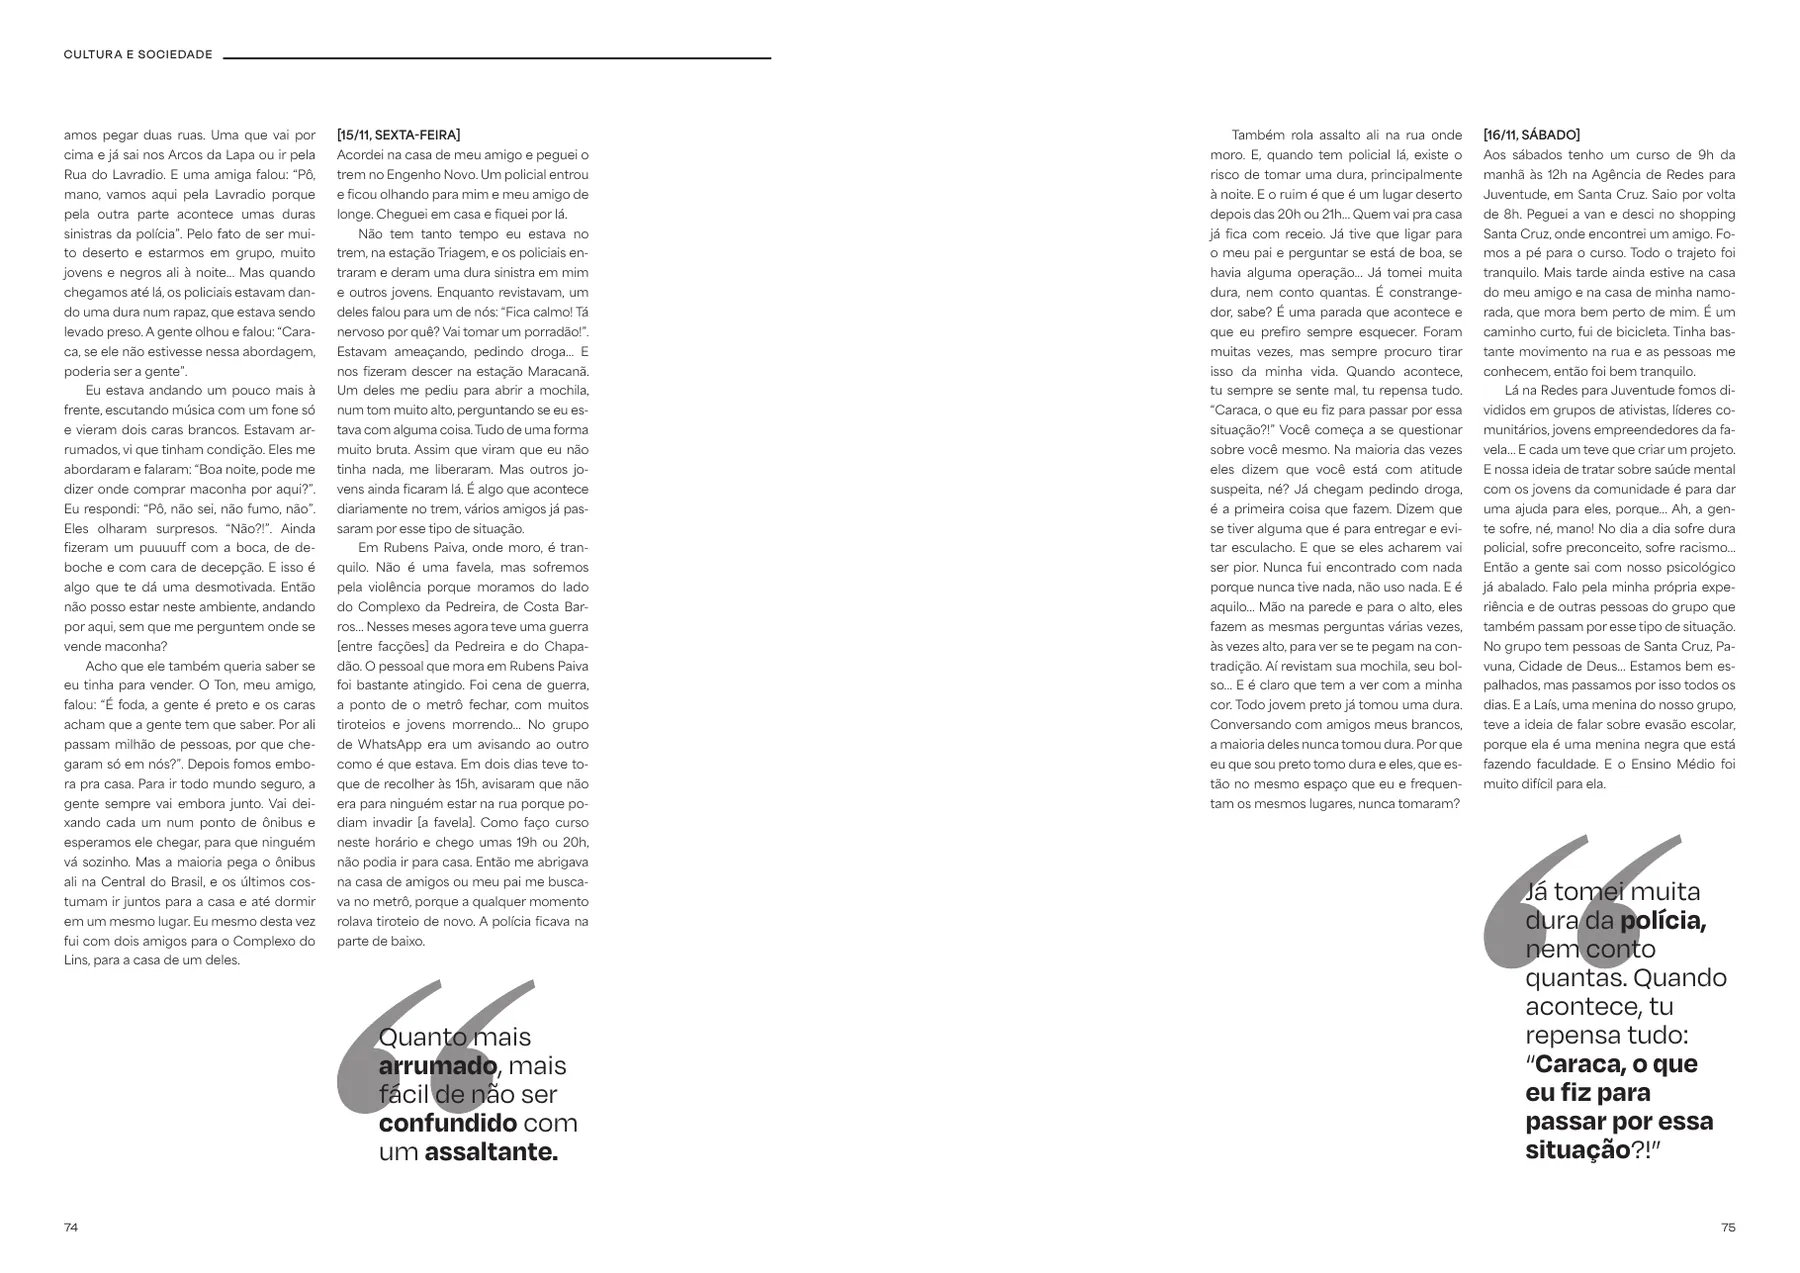 CULTURA E SOCIEDADE
amos pegar duas ruas. Uma que vai por
cima e já sai nos Arcos da Lapa ou ir pela
Rua do Lavradio. E uma amiga falou: “Pô,
mano, vamos aqui pela Lavradio porque
pela outra parte acontece umas duras
sinistras da polícia”. Pelo fato de ser mui-
to deserto e estarmos em grupo, muito
jovens e negros ali à noite... Mas quando
chegamos até lá, os policiais estavam dan-
do uma dura num rapaz, que estava sendo
levado preso. A gente olhou e falou: “Cara-
ca, se ele não estivesse nessa abordagem,
poderia ser a gente”.
Eu estava andando um pouco mais à
frente, escutando música com um fone só
e vieram dois caras brancos. Estavam ar-
rumados, vi que tinham condição. Eles me
abordaram e falaram: “Boa noite, pode me
dizer onde comprar maconha por aqui?”.
Eu respondi: “Pô, não sei, não fumo, não”.
Eles olharam surpresos. “Não?!”. Ainda
fizeram um puuuuff com a boca, de de-
boche e com cara de decepção. E isso é
algo que te dá uma desmotivada. Então
não posso estar neste ambiente, andando
por aqui, sem que me perguntem onde se
vende maconha?
Acho que ele também queria saber se
eu tinha para vender. O Ton, meu amigo,
falou: “É foda, a gente é preto e os caras
acham que a gente tem que saber. Por ali
passam milhão de pessoas, por que che-
garam só em nós?”. Depois fomos embo-
ra pra casa. Para ir todo mundo seguro, a
gente sempre vai embora junto. Vai dei-
xando cada um num ponto de ônibus e
esperamos ele chegar, para que ninguém
vá sozinho. Mas a maioria pega o ônibus
ali na Central do Brasil, e os últimos cos-
tumam ir juntos para a casa e até dormir
em um mesmo lugar. Eu mesmo desta vez
fui com dois amigos para o Complexo do
Lins, para a casa de um deles.
[15/11, SEXTA-FEIRA]
Acordei na casa de meu amigo e peguei o
trem no Engenho Novo. Um policial entrou
e ficou olhando para mim e meu amigo de
longe. Cheguei em casa e fiquei por lá.
Não tem tanto tempo eu estava no
trem, na estação Triagem, e os policiais en-
traram e deram uma dura sinistra em mim
e outros jovens. Enquanto revistavam, um
deles falou para um de nós: “Fica calmo! Tá
nervoso por quê? Vai tomar um porradão!”.
Estavam ameaçando, pedindo droga... E
nos fizeram descer na estação Maracanã.
Um deles me pediu para abrir a mochila,
num tom muito alto, perguntando se eu es-
tava com alguma coisa. Tudo de uma forma
muito bruta. Assim que viram que eu não
tinha nada, me liberaram. Mas outros jo-
vens ainda ficaram lá. É algo que acontece
diariamente no trem, vários amigos já pas-
saram por esse tipo de situação.
Em Rubens Paiva, onde moro, é tran-
quilo. Não é uma favela, mas sofremos
pela violência porque moramos do lado
do Complexo da Pedreira, de Costa Bar-
ros... Nesses meses agora teve uma guerra
[entre facções] da Pedreira e do Chapa-
dão. O pessoal que mora em Rubens Paiva
foi bastante atingido. Foi cena de guerra,
a ponto de o metrô fechar, com muitos
tiroteios e jovens morrendo... No grupo
de WhatsApp era um avisando ao outro
como é que estava. Em dois dias teve to-
que de recolher às 15h, avisaram que não
era para ninguém estar na rua porque po-
diam invadir [a favela]. Como faço curso
neste horário e chego umas 19h ou 20h,
não podia ir para casa. Então me abrigava
na casa de amigos ou meu pai me busca-
va no metrô, porque a qualquer momento
rolava tiroteio de novo. A polícia ficava na
parte de baixo.
Quanto mais
arrumado, mais
fácil de não ser
confundido com
um assaltante.
74
Também rola assalto ali na rua onde
moro. E, quando tem policial lá, existe o
risco de tomar uma dura, principalmente
à noite. E o ruim é que é um lugar deserto
depois das 20h ou 21h... Quem vai pra casa
já fica com receio. Já tive que ligar para
o meu pai e perguntar se está de boa, se
havia alguma operação... Já tomei muita
dura, nem conto quantas. É constrange-
dor, sabe? É uma parada que acontece e
que eu prefiro sempre esquecer. Foram
muitas vezes, mas sempre procuro tirar
isso da minha vida. Quando acontece,
tu sempre se sente mal, tu repensa tudo.
“Caraca, o que eu fiz para passar por essa
situação?!” Você começa a se questionar
sobre você mesmo. Na maioria das vezes
eles dizem que você está com atitude
suspeita, né? Já chegam pedindo droga,
é a primeira coisa que fazem. Dizem que
se tiver alguma que é para entregar e evi-
tar esculacho. E que se eles acharem vai
ser pior. Nunca fui encontrado com nada
porque nunca tive nada, não uso nada. E é
aquilo... Mão na parede e para o alto, eles
fazem as mesmas perguntas várias vezes,
às vezes alto, para ver se te pegam na con-
tradição. Aí revistam sua mochila, seu bol-
so... E é claro que tem a ver com a minha
cor. Todo jovem preto já tomou uma dura.
Conversando com amigos meus brancos,
a maioria deles nunca tomou dura. Por que
eu que sou preto tomo dura e eles, que es-
tão no mesmo espaço que eu e frequen-
tam os mesmos lugares, nunca tomaram?
[16/11, SÁBADO]
Aos sábados tenho um curso de 9h da
manhã às 12h na Agência de Redes para
Juventude, em Santa Cruz. Saio por volta
de 8h. Peguei a van e desci no shopping
Santa Cruz, onde encontrei um amigo. Fo-
mos a pé para o curso. Todo o trajeto foi
tranquilo. Mais tarde ainda estive na casa
do meu amigo e na casa de minha namo-
rada, que mora bem perto de mim. É um
caminho curto, fui de bicicleta. Tinha bas-
tante movimento na rua e as pessoas me
conhecem, então foi bem tranquilo.
Lá na Redes para Juventude fomos di-
vididos em grupos de ativistas, líderes co-
munitários, jovens empreendedores da fa-
vela... E cada um teve que criar um projeto.
E nossa ideia de tratar sobre saúde mental
com os jovens da comunidade é para dar
uma ajuda para eles, porque... Ah, a gen-
te sofre, né, mano! No dia a dia sofre dura
policial, sofre preconceito, sofre racismo...
Então a gente sai com nosso psicológico
já abalado. Falo pela minha própria expe-
riência e de outras pessoas do grupo que
também passam por esse tipo de situação.
No grupo tem pessoas de Santa Cruz, Pa-
vuna, Cidade de Deus... Estamos bem es-
palhados, mas passamos por isso todos os
dias. E a Laís, uma menina do nosso grupo,
teve a ideia de falar sobre evasão escolar,
porque ela é uma menina negra que está
fazendo faculdade. E o Ensino Médio foi
muito difícil para ela.
Já tomei muita
dura da polícia,
nem conto
quantas. Quando
acontece, tu
repensa tudo:
“Caraca, o que
eu fiz para
passar por essa
situação?!”
75